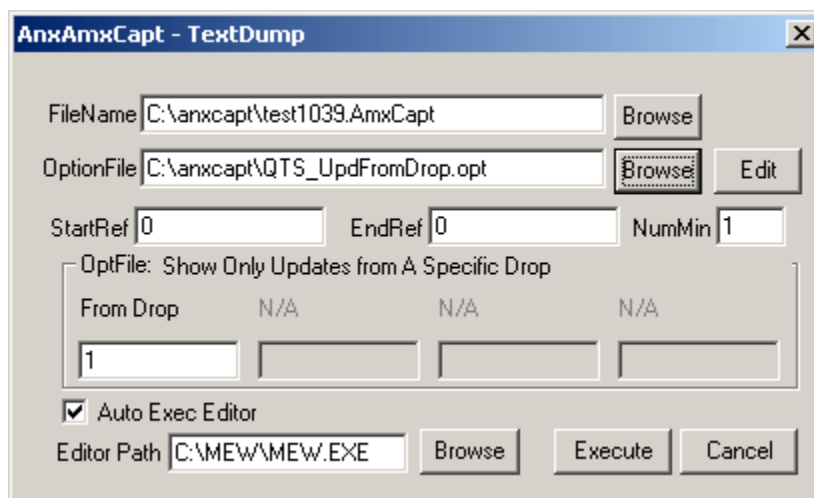 AnxAmxCapt - TextDump
FileName C:\anxcapt\test1039.AmxCapt Browse
OptionFile C:\anxcapt\QTS_UpdFromDrop.opt Browse Edit
StartRef 0 EndRef 0 NumMin 1
OptFile: Show Only Updates from A Specific Drop
From Drop N/A N/A N/A
1
Auto Exec Editor
Editor Path C:\MEW\MEW.EXE Browse Execute Cancel